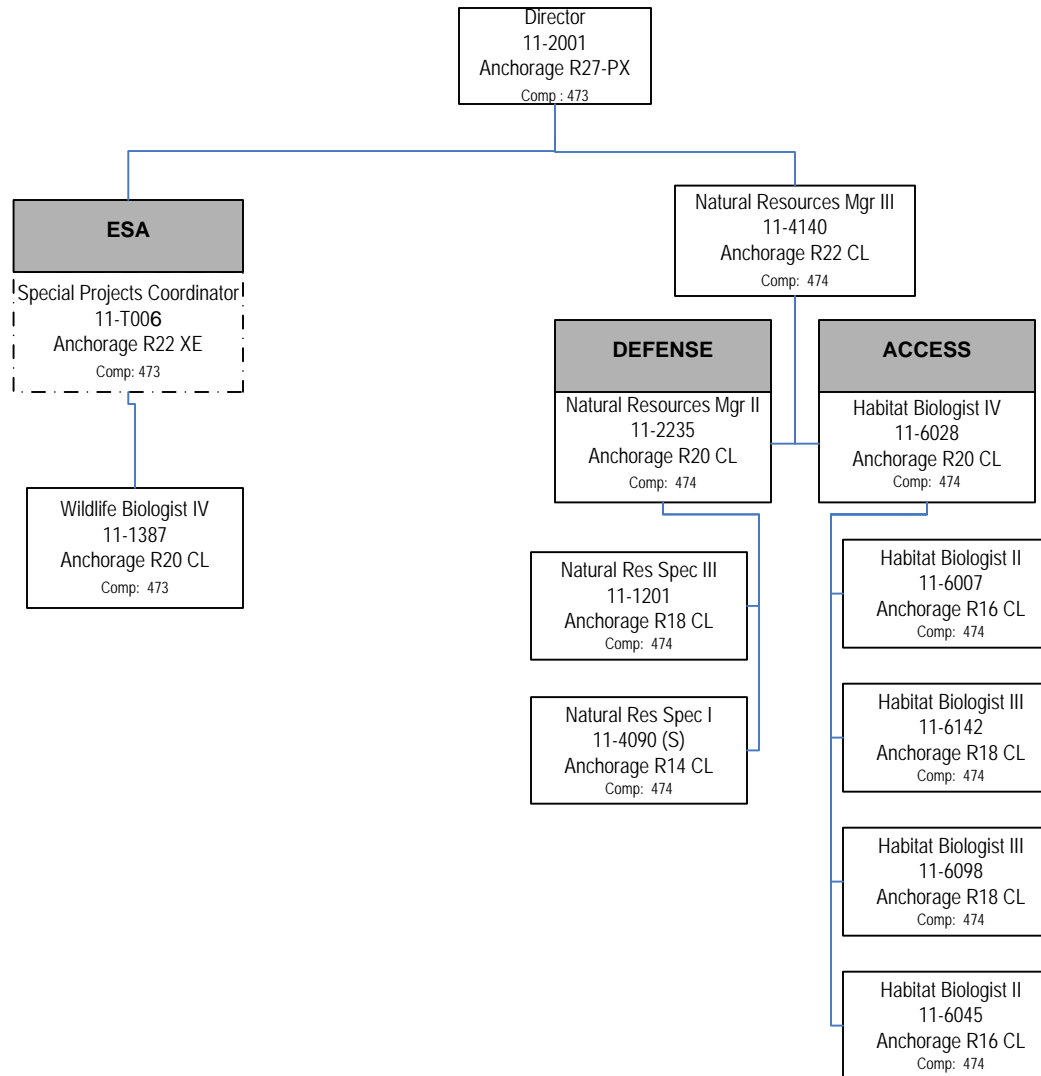 Director
11-2001
Anchorage R27-PX
Comp : 473
ESA
Special Projects Coordinator
11-T006
Anchorage R22 XE
Comp: 473
Wildlife Biologist IV
11-1387
Anchorage R20 CL
Comp: 473
Natural Resources Mgr III
11-4140
Anchorage R22 CL
Comp: 474
DEFENSE
Natural Resources Mgr II
11-2235
Anchorage R20 CL
Comp: 474
Natural Res Spec III
11-1201
Anchorage R18 CL
Comp: 474
Natural Res Spec I
11-4090 (S)
Anchorage R14 CL
Comp: 474
ACCESS
Habitat Biologist IV
11-6028
Anchorage R20 CL
Comp: 474
Habitat Biologist II
11-6007
Anchorage R16 CL
Comp: 474
Habitat Biologist III
11-6142
Anchorage R18 CL
Comp: 474
Habitat Biologist III
11-6098
Anchorage R18 CL
Comp: 474
Habitat Biologist II
11-6045
Anchorage R16 CL
Comp: 474